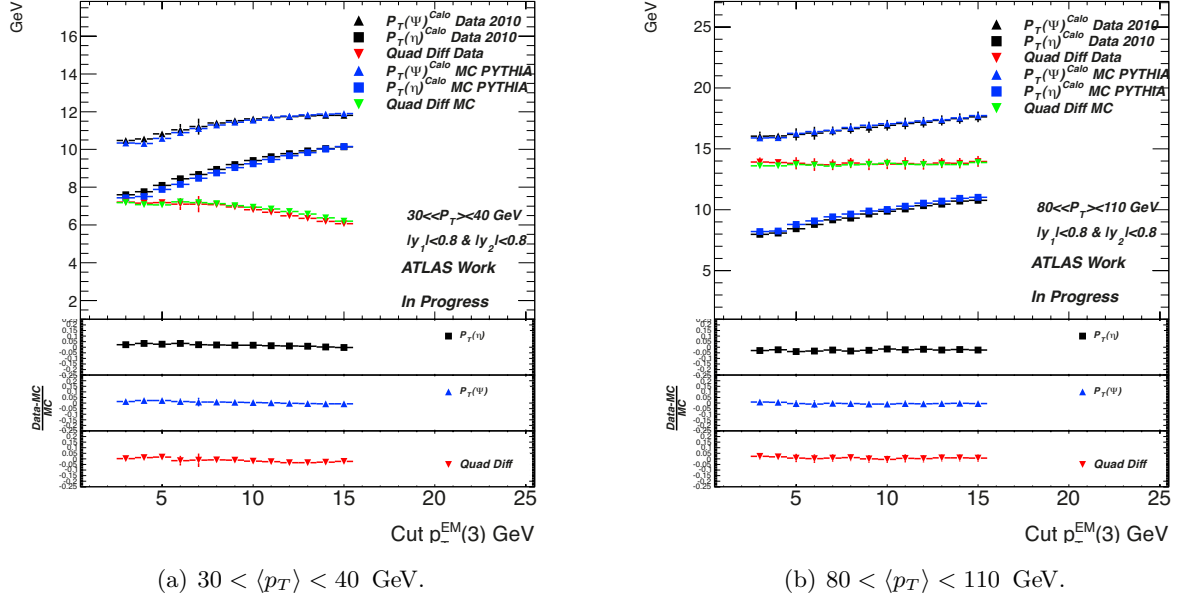 GeV
16
14
12
10
8
6
4
2
P_T(Ψ)^Calo Data 2010
P_T(η)^Calo Data 2010
Quad Diff Data
P_T(Ψ)^Calo MC PYTHIA
P_T(η)^Calo MC PYTHIA
Quad Diff MC
30<<P_T><40 GeV
|y_1|<0.8 & |y_2|<0.8
ATLAS Work
In Progress
Data-MC
MC
P_T(η)
P_T(Ψ)
Quad Diff
5 10 15 20 25
Cut p_T^EM(3) GeV
(a) 30 < ⟨p_T⟩ < 40 GeV.
GeV
25
20
15
10
5
P_T(Ψ)^Calo Data 2010
P_T(η)^Calo Data 2010
Quad Diff Data
P_T(Ψ)^Calo MC PYTHIA
P_T(η)^Calo MC PYTHIA
Quad Diff MC
80<<P_T><110 GeV
|y_1|<0.8 & |y_2|<0.8
ATLAS Work
In Progress
Data-MC
MC
P_T(η)
P_T(Ψ)
Quad Diff
5 10 15 20 25
Cut p_T^EM(3) GeV
(b) 80 < ⟨p_T⟩ < 110 GeV.